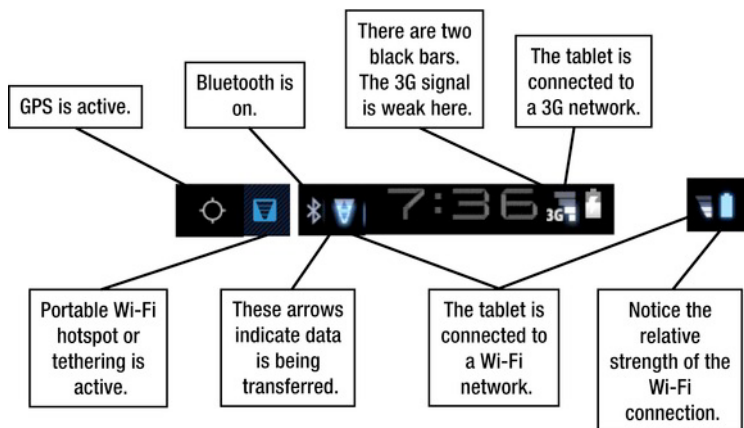 There are two
black bars.
The 3G signal
is weak here.
The tablet is
connected to
a 3G network.
Bluetooth is
on.
GPS is active.
7:36
3G
Portable Wi-Fi
hotspot or
tethering is
active.
These arrows
indicate data
is being
transferred.
The tablet is
connected to
a Wi-Fi
network.
Notice the
relative
strength of the
Wi-Fi
connection.